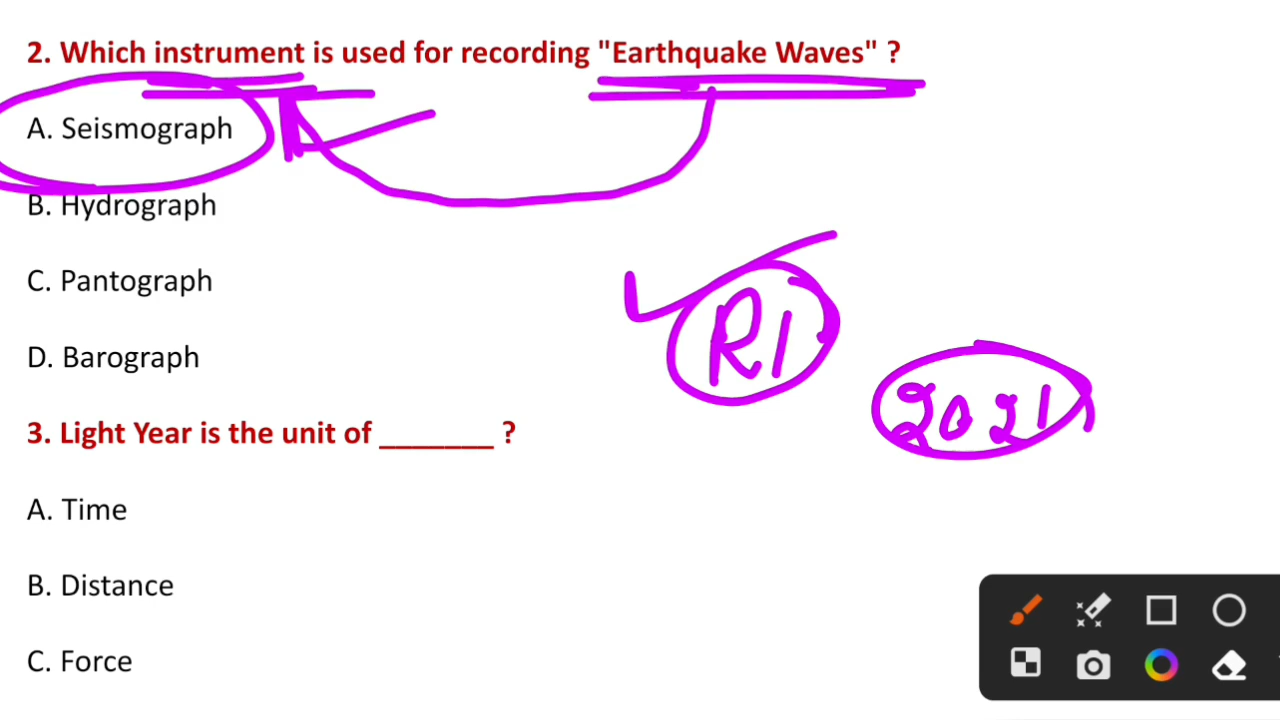 2. Which instrument is used for recording "Earthquake Waves" ?
A. Seismograph
B. Hydrograph
C. Pantograph
D. Barograph
RI
2021
3. Light Year is the unit of _______ ?
A. Time
B. Distance
C. Force